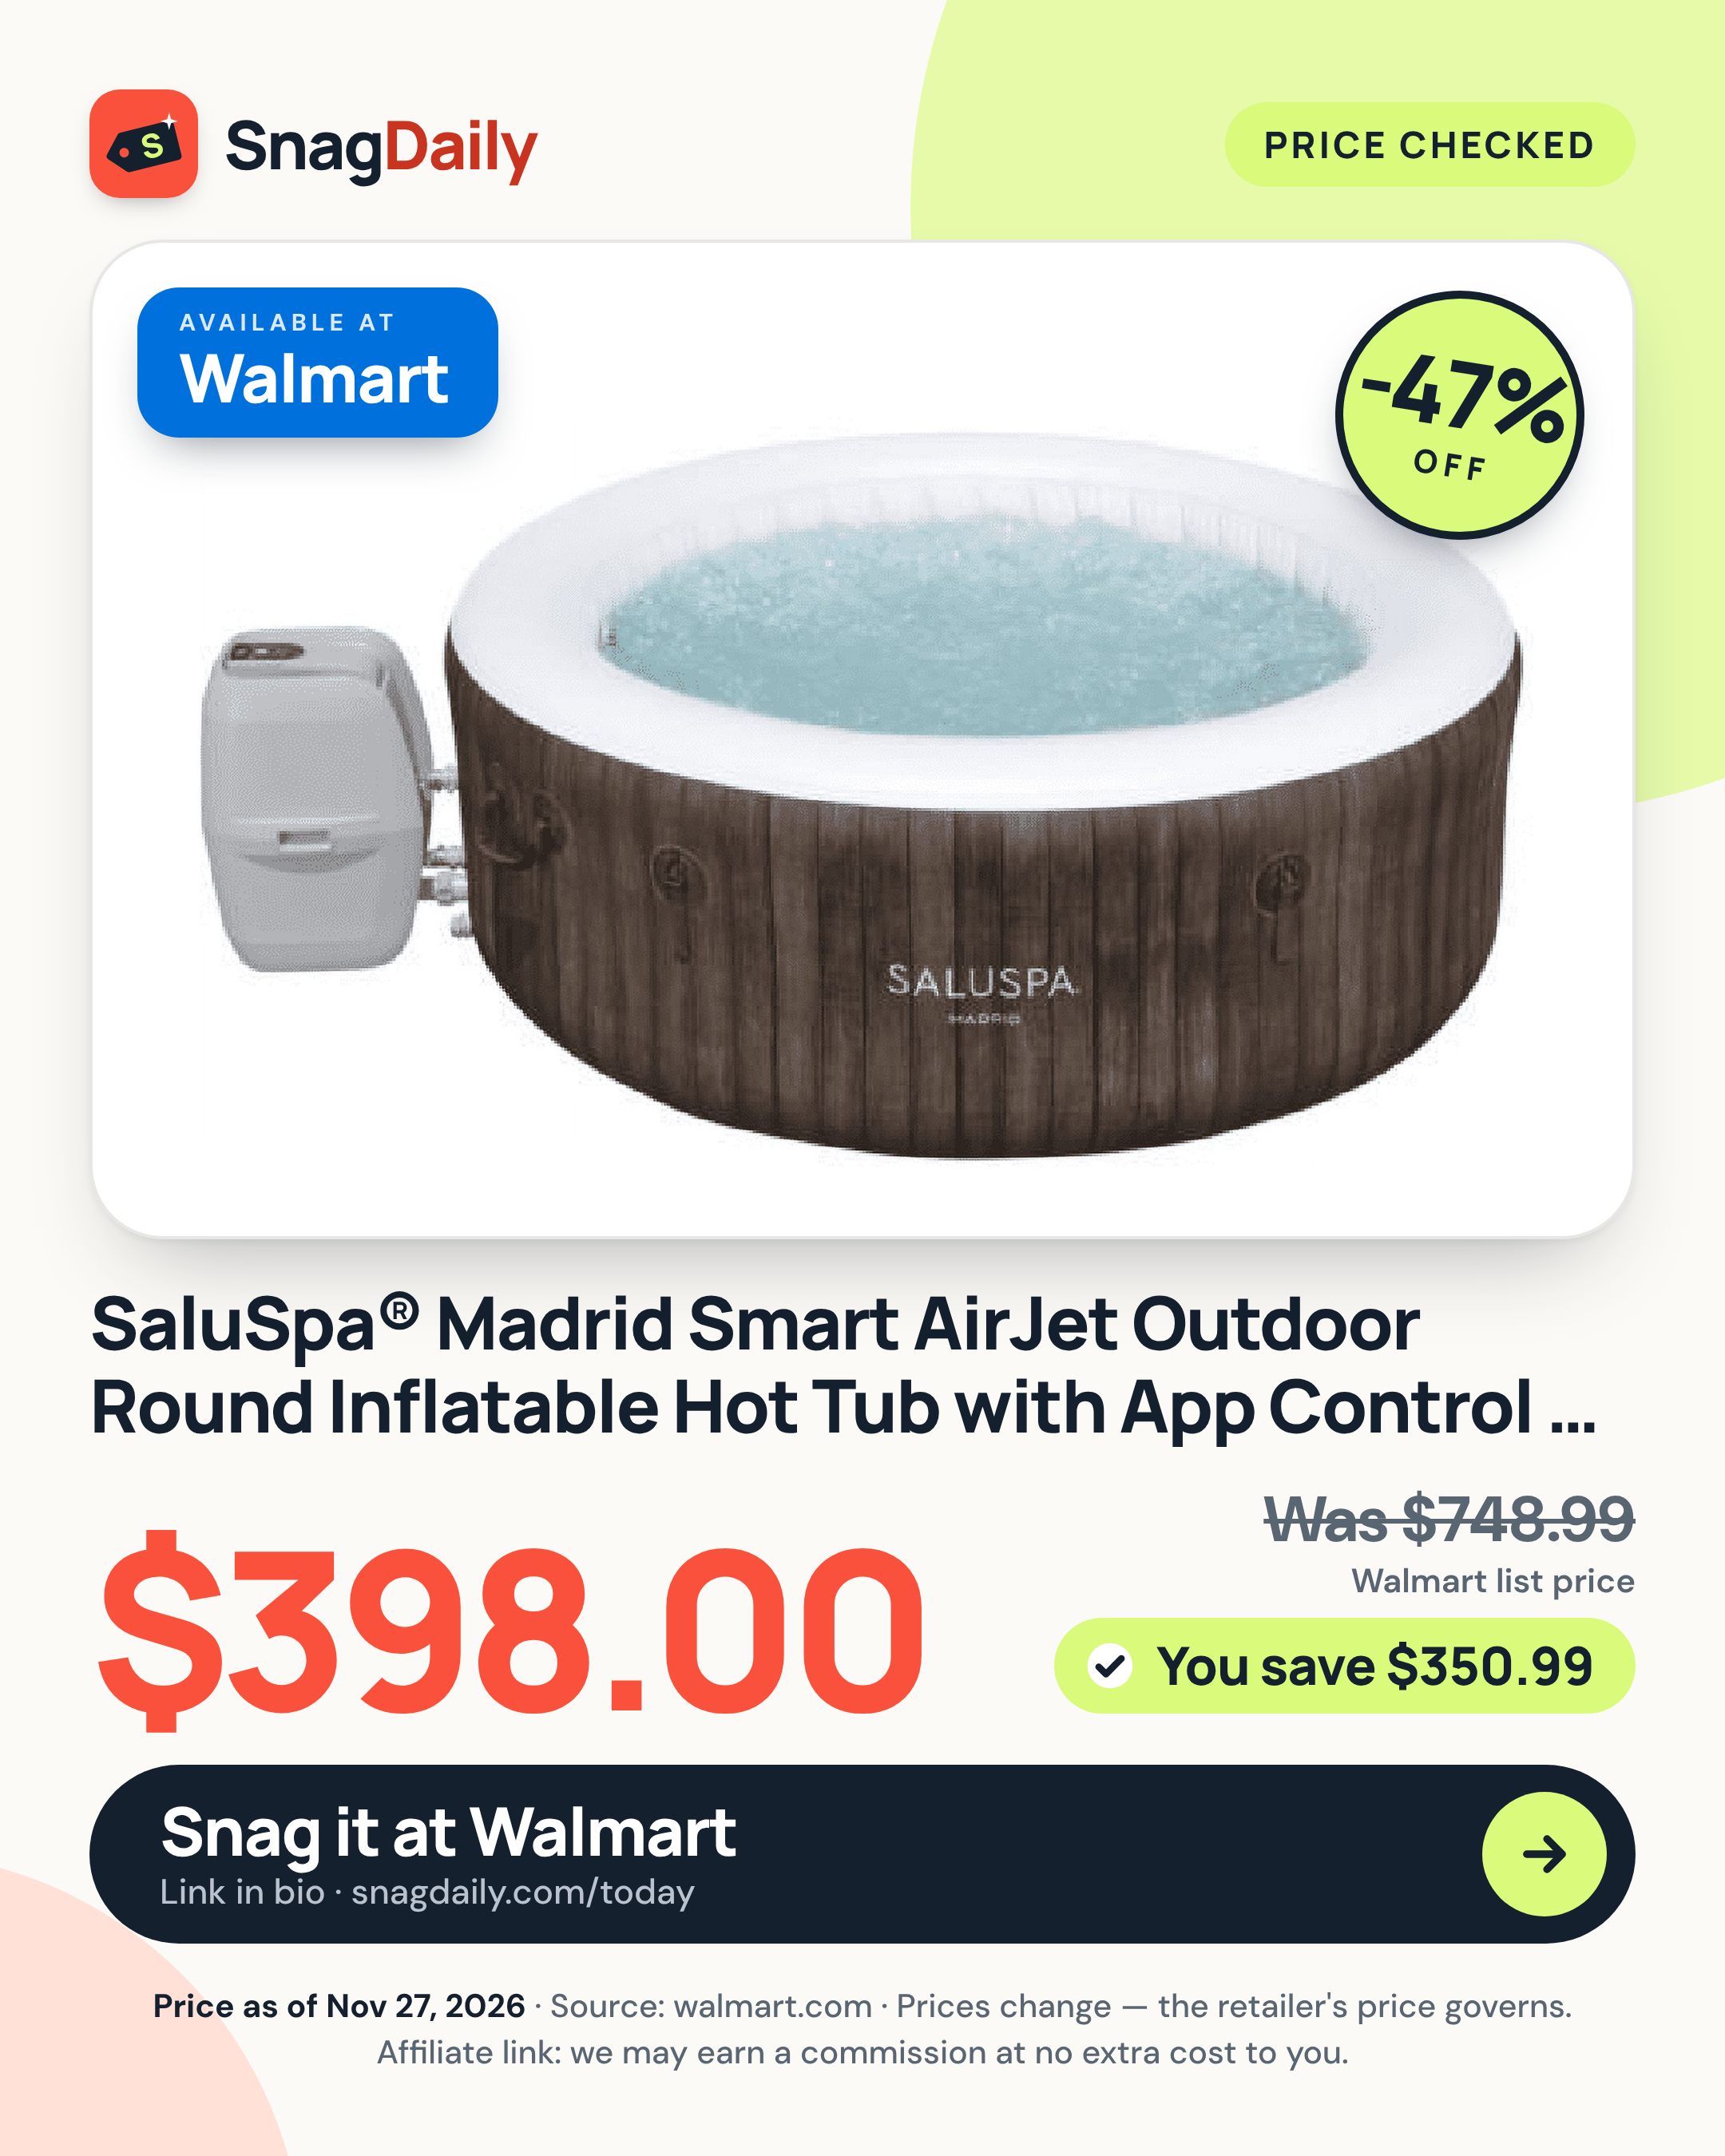 S
SnagDaily
PRICE CHECKED
AVAILABLE AT
Walmart
-47%
OFF
SALUSPA
MADRID
SaluSpa® Madrid Smart AirJet Outdoor
Round Inflatable Hot Tub with App Control ...
Was $748.99
Walmart list price
$398.00
You save $350.99
Snag it at Walmart
Link in bio · snagdaily.com/today
Price as of Nov 27, 2026 · Source: walmart.com · Prices change — the retailer's price governs.
Affiliate link: we may earn a commission at no extra cost to you.